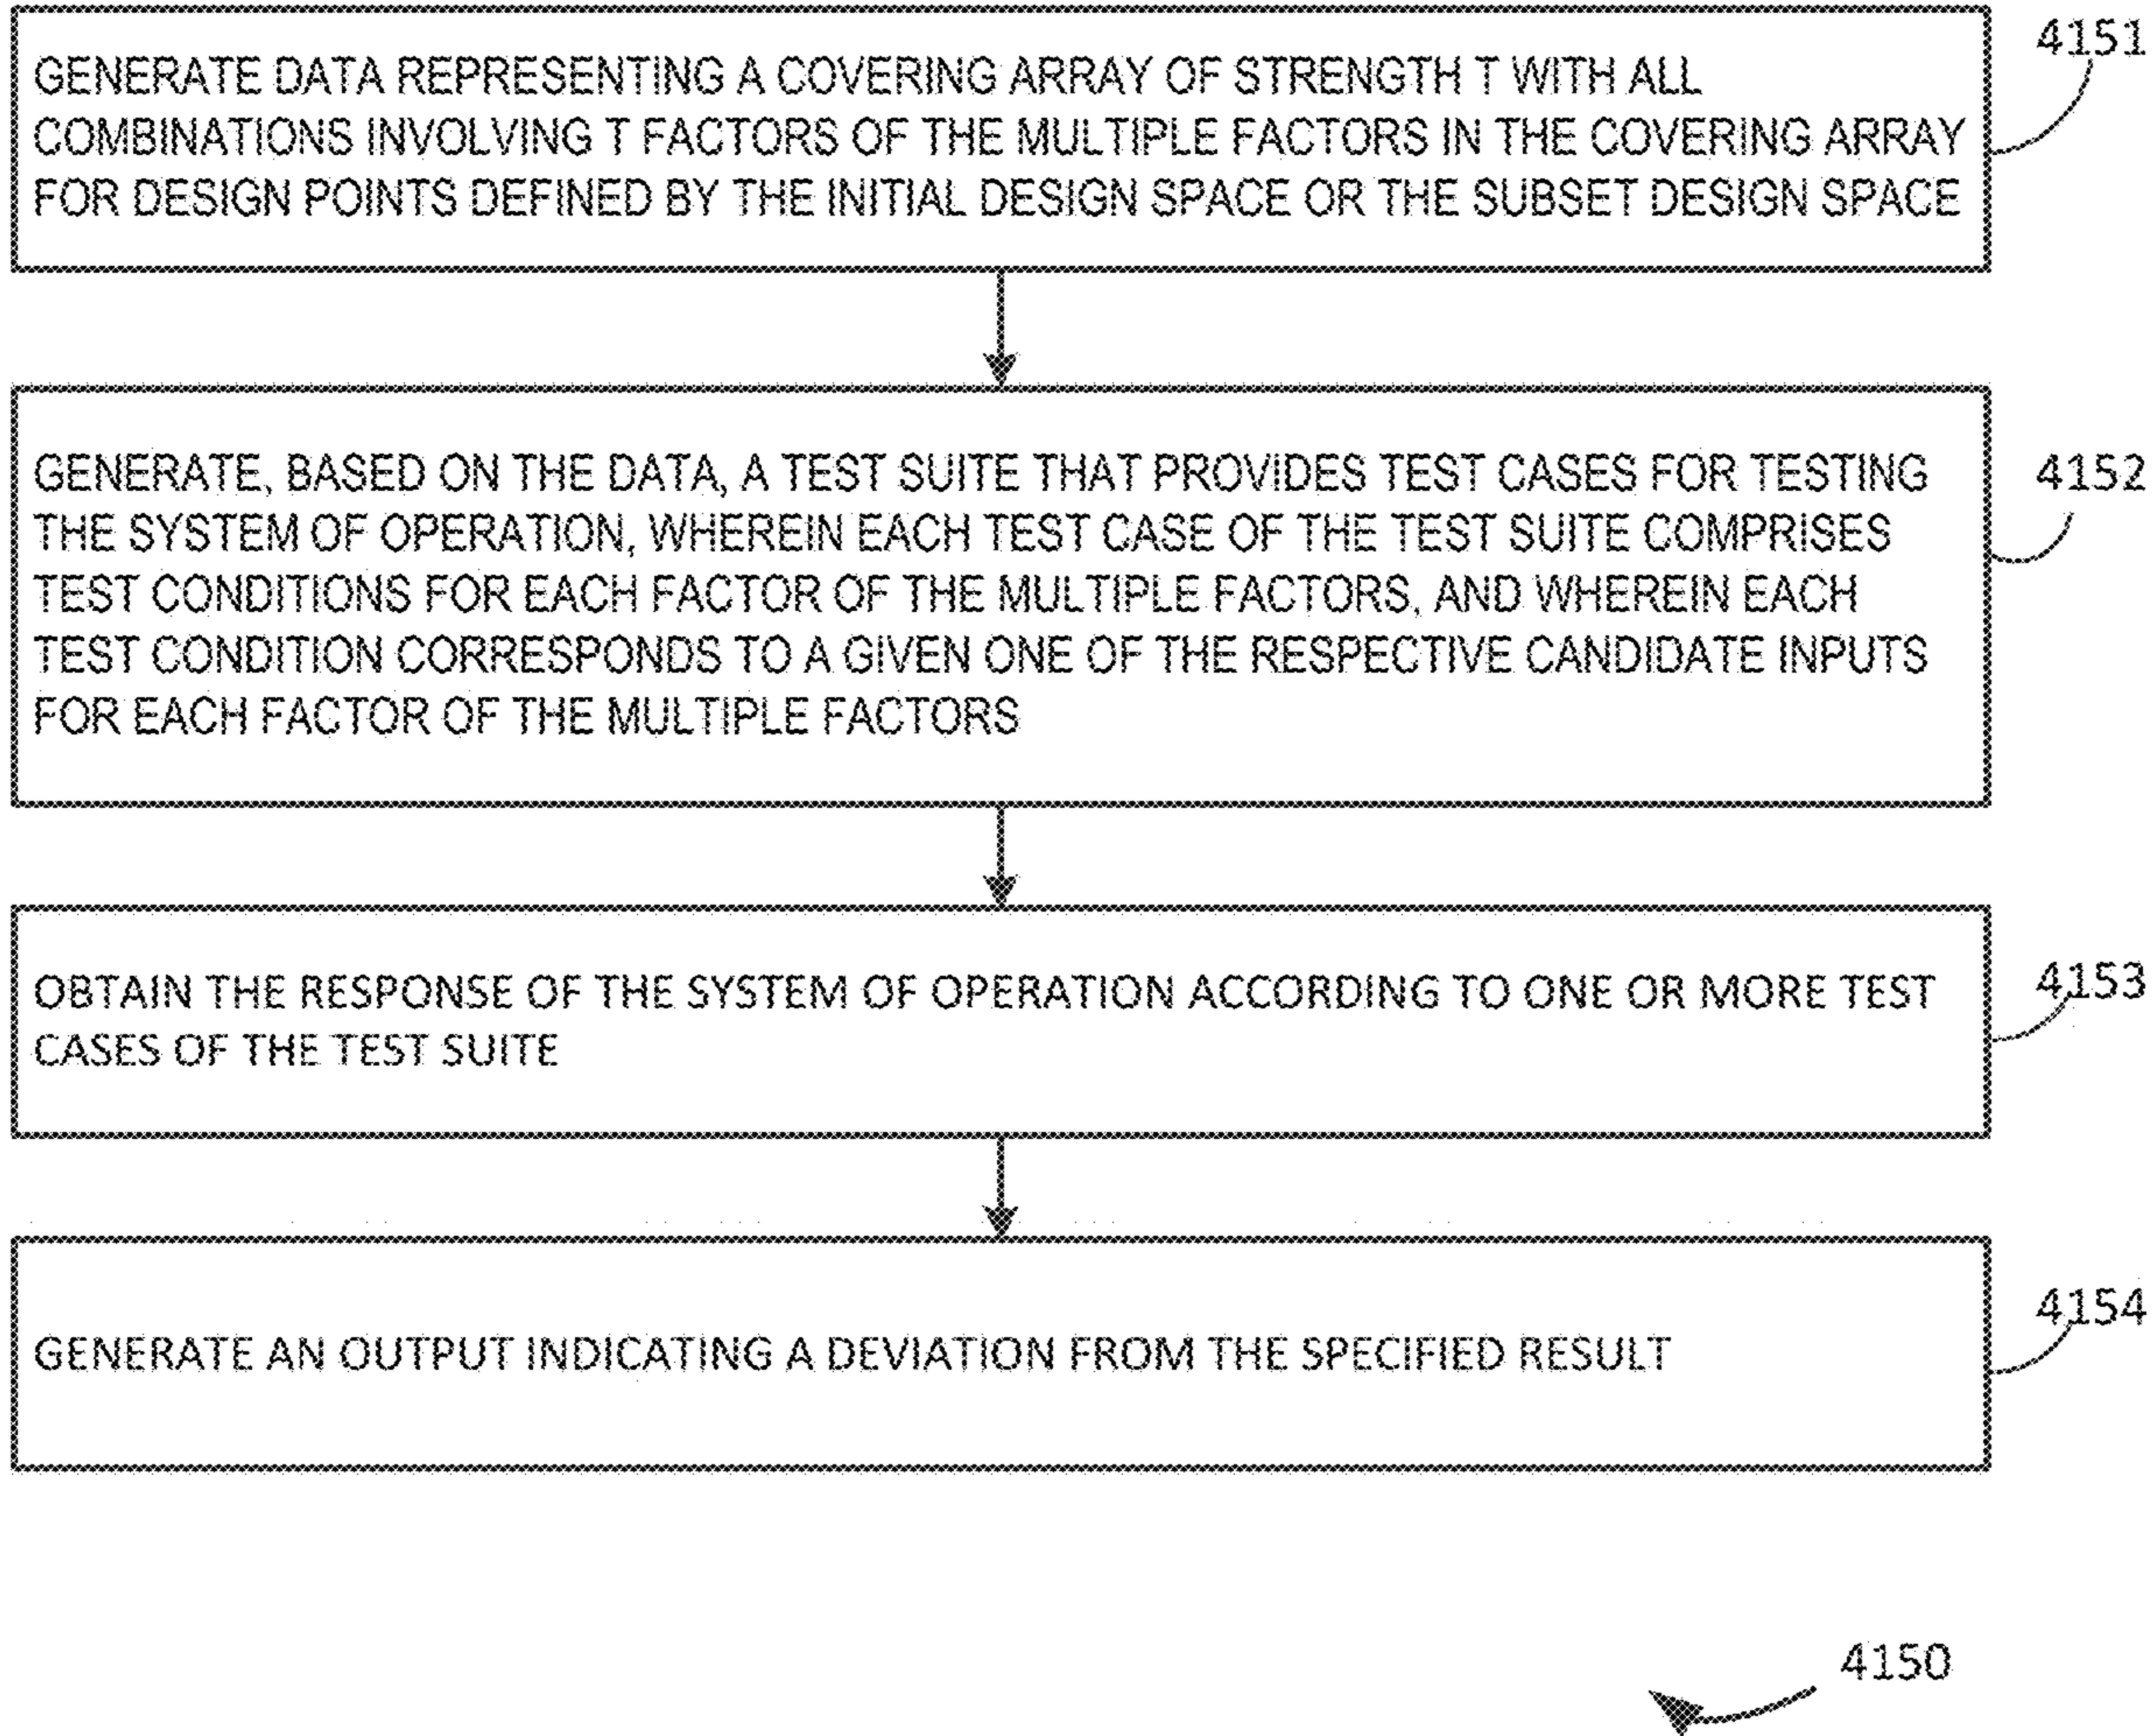 GENERATE DATA REPRESENTING A COVERING ARRAY OF STRENGTH T WITH ALL
COMBINATIONS INVOLVING T FACTORS OF THE MULTIPLE FACTORS IN THE COVERING ARRAY
FOR DESIGN POINTS DEFINED BY THE INITIAL DESIGN SPACE OR THE SUBSET DESIGN SPACE
4151
GENERATE, BASED ON THE DATA, A TEST SUITE THAT PROVIDES TEST CASES FOR TESTING
THE SYSTEM OF OPERATION, WHEREIN EACH TEST CASE OF THE TEST SUITE COMPRISES
TEST CONDITIONS FOR EACH FACTOR OF THE MULTIPLE FACTORS, AND WHEREIN EACH
TEST CONDITION CORRESPONDS TO A GIVEN ONE OF THE RESPECTIVE CANDIDATE INPUTS
FOR EACH FACTOR OF THE MULTIPLE FACTORS
4152
OBTAIN THE RESPONSE OF THE SYSTEM OF OPERATION ACCORDING TO ONE OR MORE TEST
CASES OF THE TEST SUITE
4153
GENERATE AN OUTPUT INDICATING A DEVIATION FROM THE SPECIFIED RESULT
4154
4150